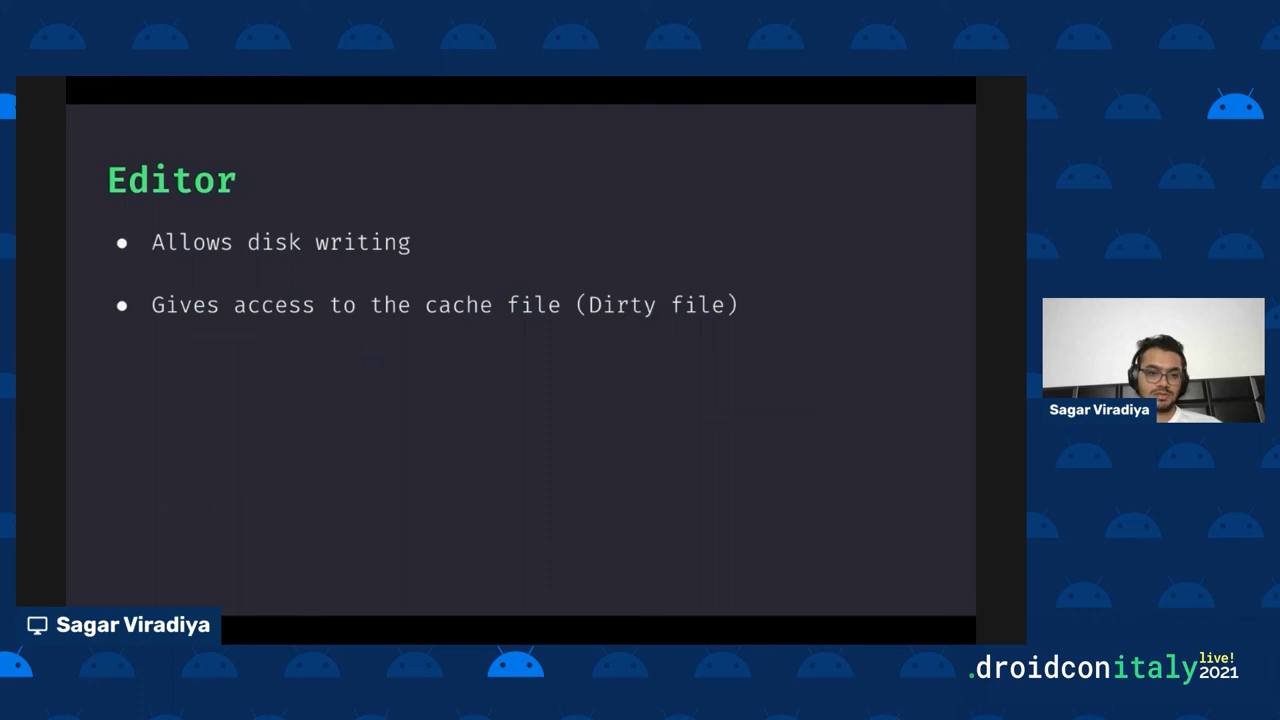 Editor
● Allows disk writing
● Gives access to the cache file (Dirty file)
Sagar Viradiya
Sagar Viradiya
.droidconitaly live! 2021